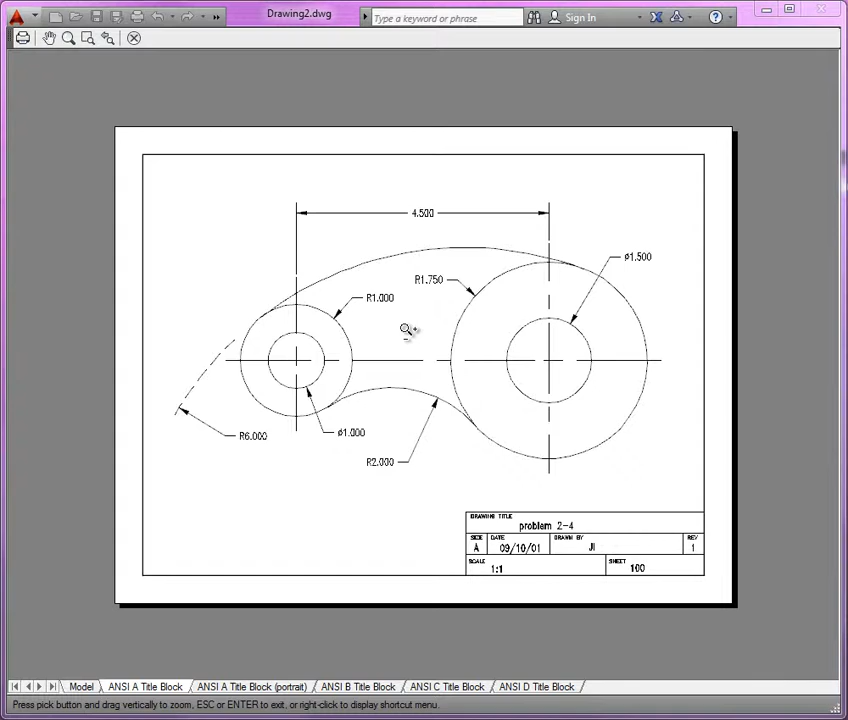 Drawing2.dwg
Type a keyword or phrase
Sign In
4.500
ø1.500
R1.750
R1.000
R6.000
ø1.000
R2.000
DRAWING TITLE
problem 2-4
SIZE
A
DATE
09/10/01
DRAWN BY
JI
REV
1
SCALE
1:1
SHEET
100
Model
ANSI A Title Block
ANSI A Title Block (portrait)
ANSI B Title Block
ANSI C Title Block
ANSI D Title Block
Press pick button and drag vertically to zoom, ESC or ENTER to exit, or right-click to display shortcut menu.